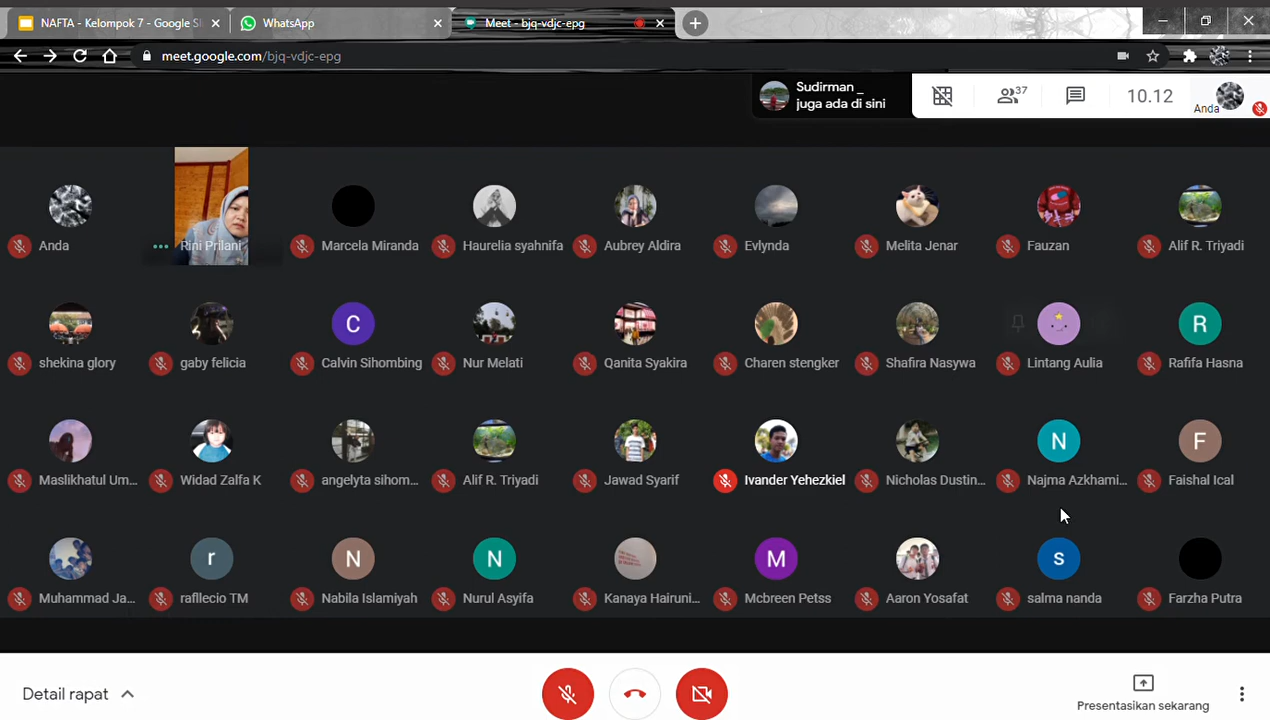 NAFTA - Kelompok 7 - Google Sl
WhatsApp
Meet - bjq-vdjc-epg
meet.google.com/bjq-vdjc-epg
Sudirman _
juga ada di sini
37
10.12
Anda
Anda
Rini Prilani
Marcela Miranda
Haurelia syahnifa
Aubrey Aldira
Evlynda
Melita Jenar
Fauzan
Alif R. Triyadi
C
R
shekina glory
gaby felicia
Calvin Sihombing
Nur Melati
Qanita Syakira
Charen stengker
Shafira Nasywa
Lintang Aulia
Rafifa Hasna
N
F
Maslikhatul Um...
Widad Zalfa K
angelyta sihom...
Alif R. Triyadi
Jawad Syarif
Ivander Yehezkiel
Nicholas Dustin...
Najma Azkhami...
Faishal Ical
r
N
N
M
s
Muhammad Ja...
rafllecio TM
Nabila Islamiyah
Nurul Asyifa
Kanaya Hairuni...
Mcbreen Petss
Aaron Yosafat
salma nanda
Farzha Putra
Detail rapat
Presentasikan sekarang